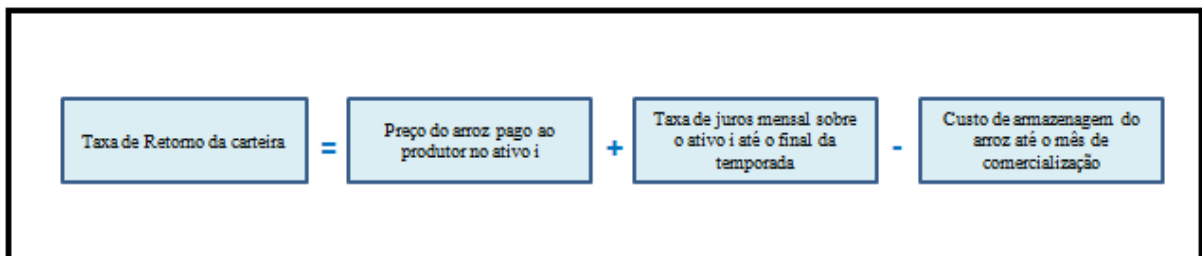 Taxa de Retorno da carteira
=
Preço do arroz pago ao
produtor no ativo i
+
Taxa de juros mensal sobre
o ativo i até o final da
temporada
-
Custo de armazenagem do
arroz até o mês de
comercialização